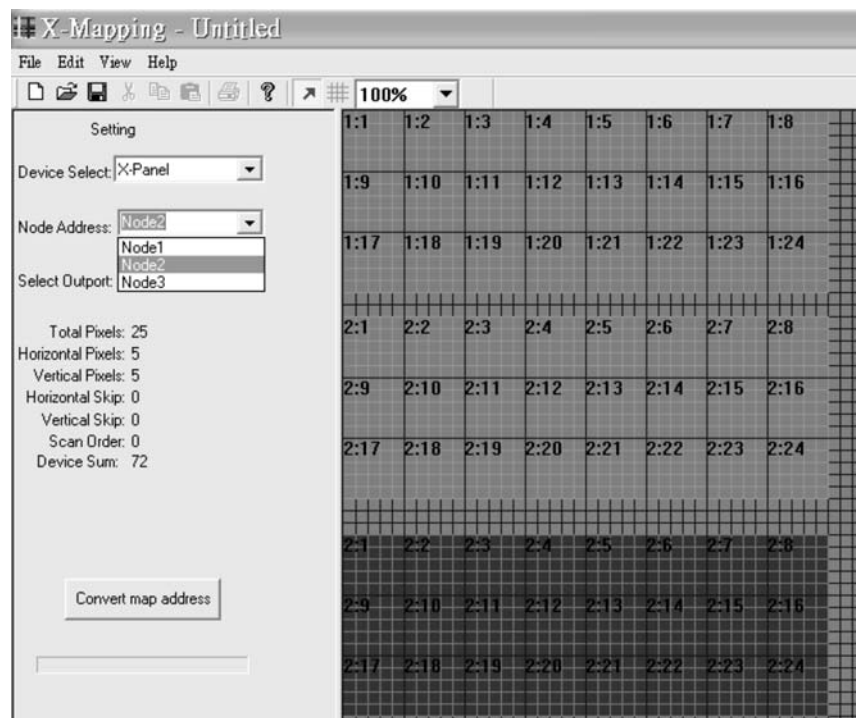 X-Mapping - Untitled
File Edit View Help
100%
Setting
Device Select: X-Panel
Node Address: Node2
Node1
Node2
Select Outport: Node3
Total Pixels: 25
Horizontal Pixels: 5
Vertical Pixels: 5
Horizontal Skip: 0
Vertical Skip: 0
Scan Order: 0
Device Sum: 72
Convert map address
1:1 1:2 1:3 1:4 1:5 1:6 1:7 1:8
1:9 1:10 1:11 1:12 1:13 1:14 1:15 1:16
1:17 1:18 1:19 1:20 1:21 1:22 1:23 1:24
2:1 2:2 2:3 2:4 2:5 2:6 2:7 2:8
2:9 2:10 2:11 2:12 2:13 2:14 2:15 2:16
2:17 2:18 2:19 2:20 2:21 2:22 2:23 2:24
2:1 2:2 2:3 2:4 2:5 2:6 2:7 2:8
2:9 2:10 2:11 2:12 2:13 2:14 2:15 2:16
2:17 2:18 2:19 2:20 2:21 2:22 2:23 2:24